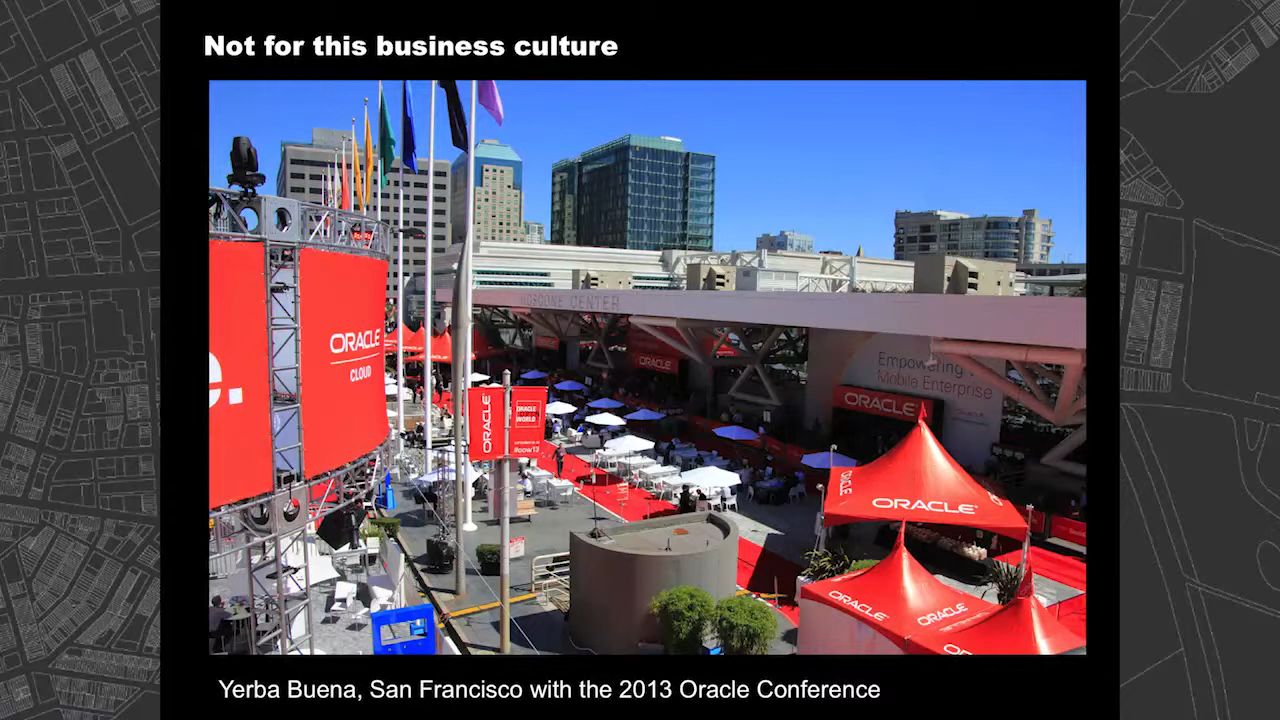 Not for this business culture
MOSCONE CENTER
ORACLE
CLOUD
e.
ORACLE
ORACLE
WORLD
#oow13
ORACLE
Empowering
Mobile Enterprise
ORACLE
ORACLE
ORACLE
ORACLE
Yerba Buena, San Francisco with the 2013 Oracle Conference